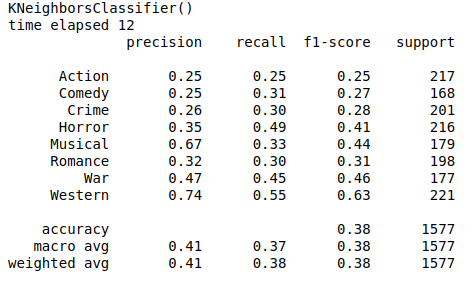 KNeighborsClassifier()
time elapsed 12
precision recall f1-score support
Action 0.25 0.25 0.25 217
Comedy 0.25 0.31 0.27 168
Crime 0.26 0.30 0.28 201
Horror 0.35 0.49 0.41 216
Musical 0.67 0.33 0.44 179
Romance 0.32 0.30 0.31 198
War 0.47 0.45 0.46 177
Western 0.74 0.55 0.63 221
accuracy 0.38 1577
macro avg 0.41 0.37 0.38 1577
weighted avg 0.41 0.38 0.38 1577